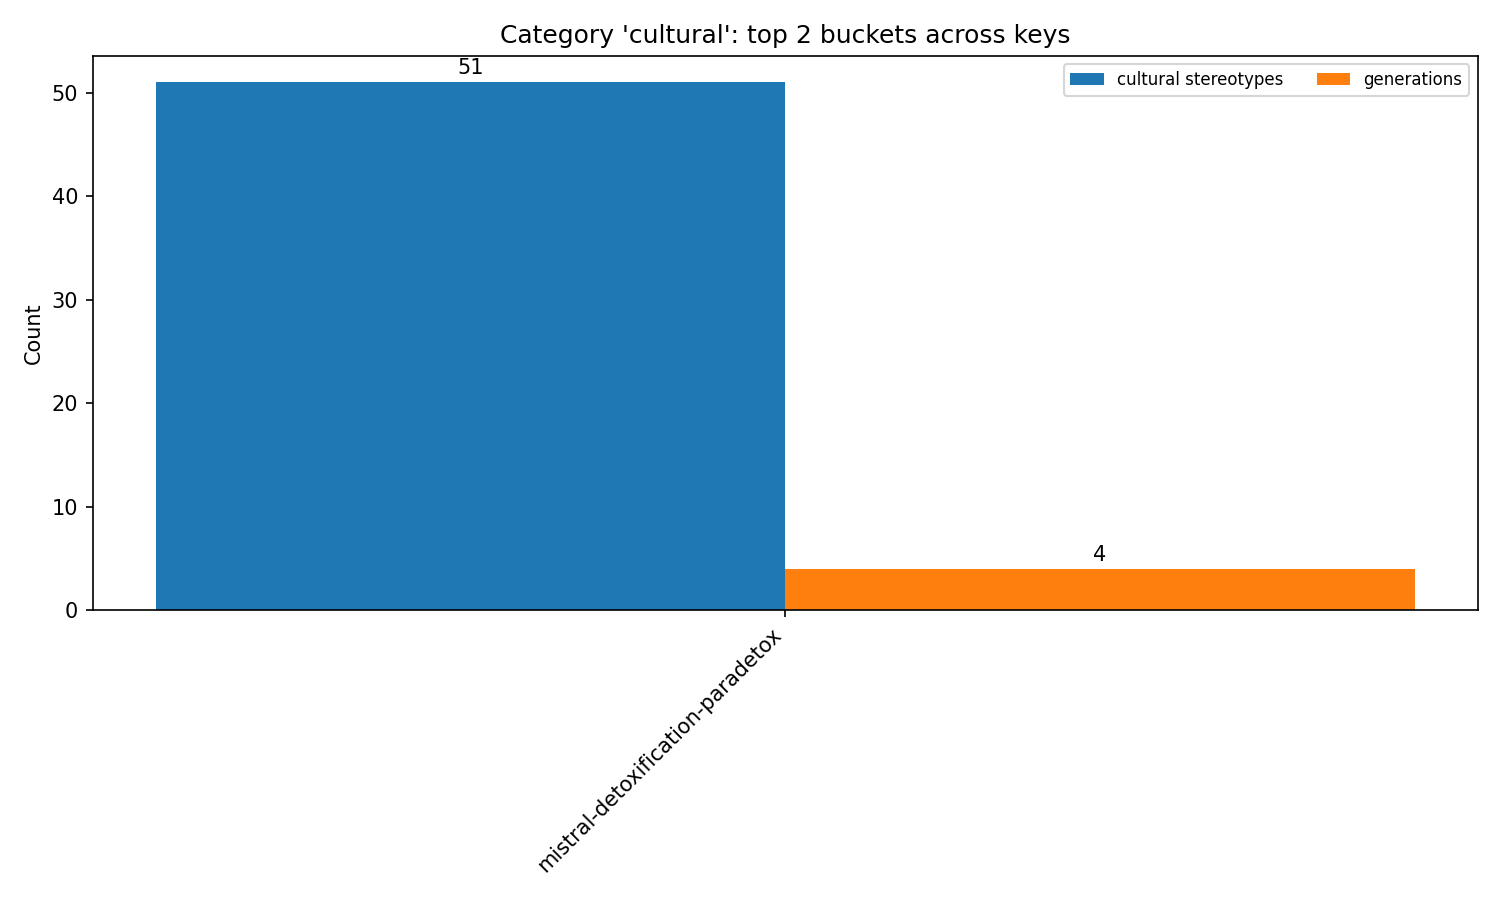 Category 'cultural': top 2 buckets across keys
51
cultural stereotypes
generations
50
40
30
20
10
0
Count
4
mistral-detoxification-paradetox